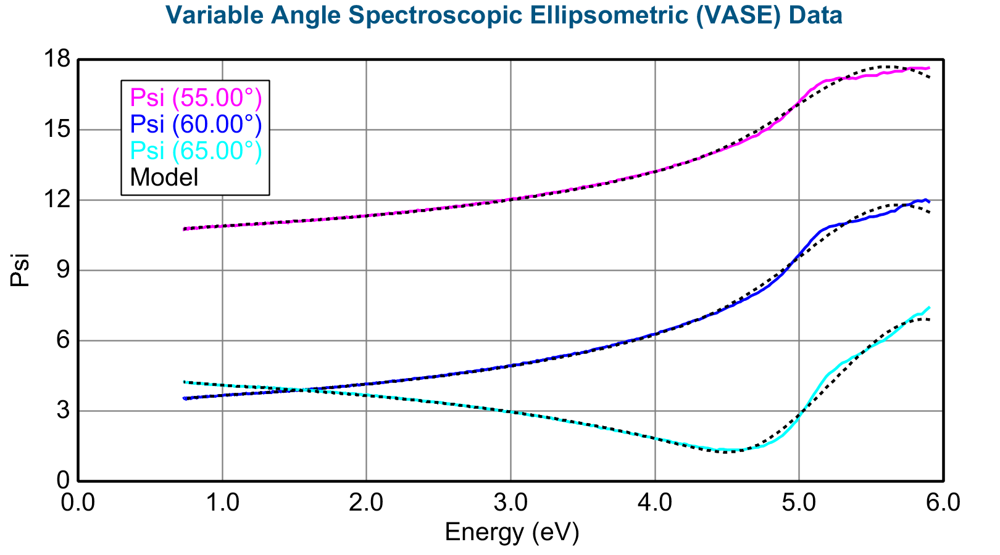 Variable Angle Spectroscopic Ellipsometric (VASE) Data
18
15
12
9
6
3
0
Psi
Psi (55.00°)
Psi (60.00°)
Psi (65.00°)
Model
0.0 1.0 2.0 3.0 4.0 5.0 6.0
Energy (eV)